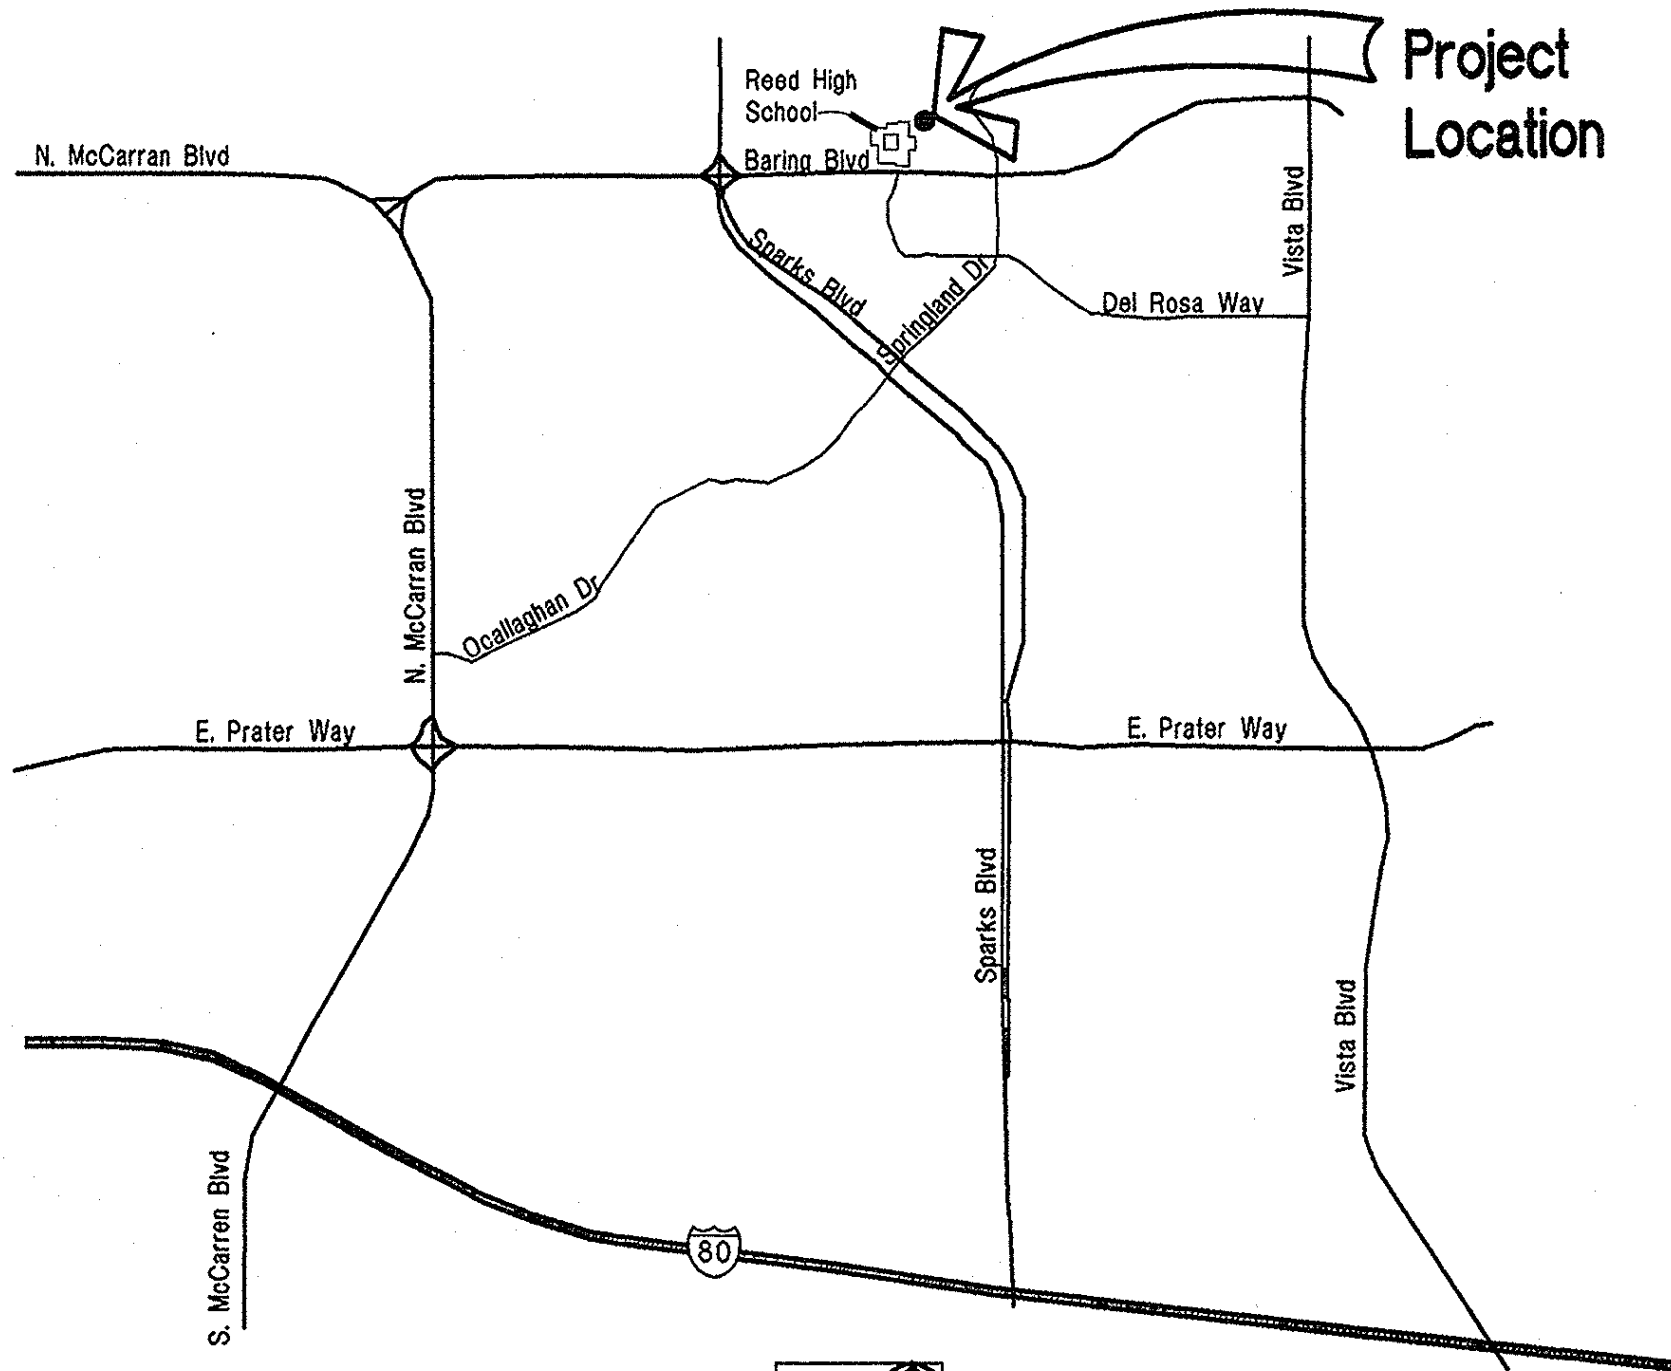 Project
Location
Reed High
School
N. McCarran Blvd
Baring Blvd
Vista Blvd
Sparks Blvd
Springland Dr
Del Rosa Way
N. McCarran Blvd
Ocallaghan Dr
E. Prater Way
E. Prater Way
Sparks Blvd
Vista Blvd
S. McCarren Blvd
80